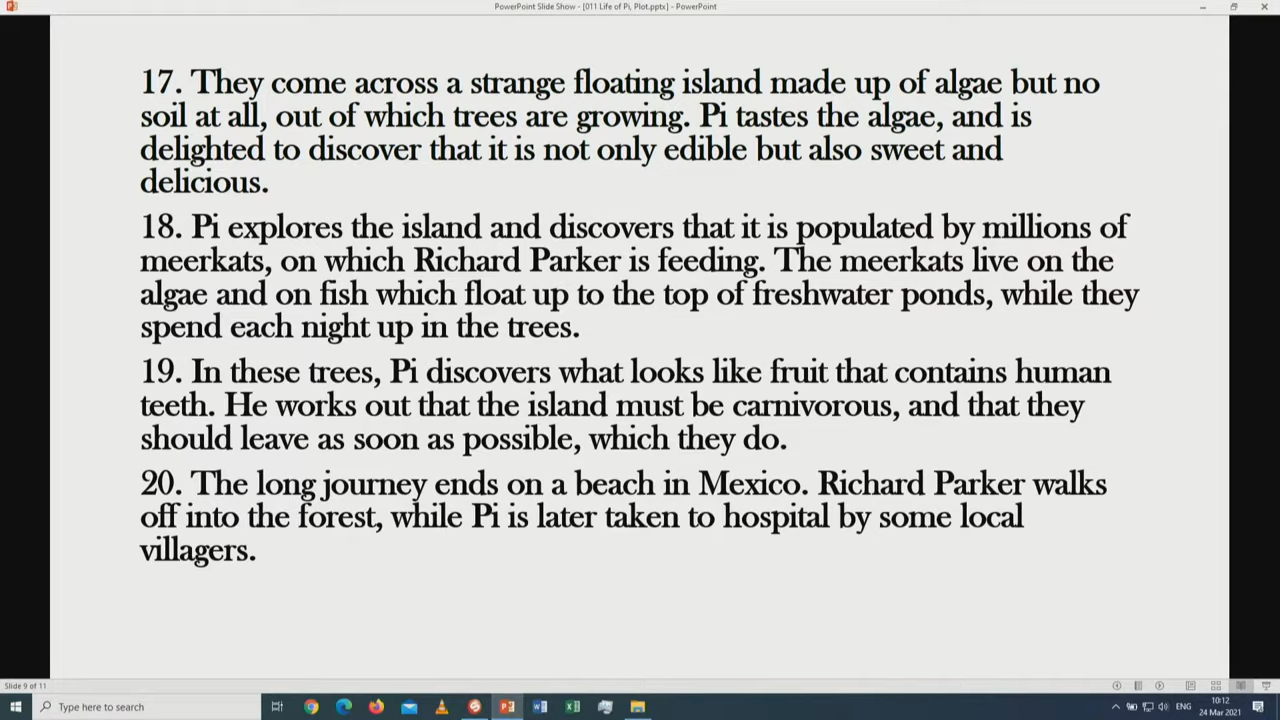 PowerPoint Slide Show - [011 Life of Pi, Plot.pptx] - PowerPoint
17. They come across a strange floating island made up of algae but no
soil at all, out of which trees are growing. Pi tastes the algae, and is
delighted to discover that it is not only edible but also sweet and
delicious.
18. Pi explores the island and discovers that it is populated by millions of
meerkats, on which Richard Parker is feeding. The meerkats live on the
algae and on fish which float up to the top of freshwater ponds, while they
spend each night up in the trees.
19. In these trees, Pi discovers what looks like fruit that contains human
teeth. He works out that the island must be carnivorous, and that they
should leave as soon as possible, which they do.
20. The long journey ends on a beach in Mexico. Richard Parker walks
off into the forest, while Pi is later taken to hospital by some local
villagers.
Slide 9 of 11
Type here to search
ENG
10:12
24 Mar 2021